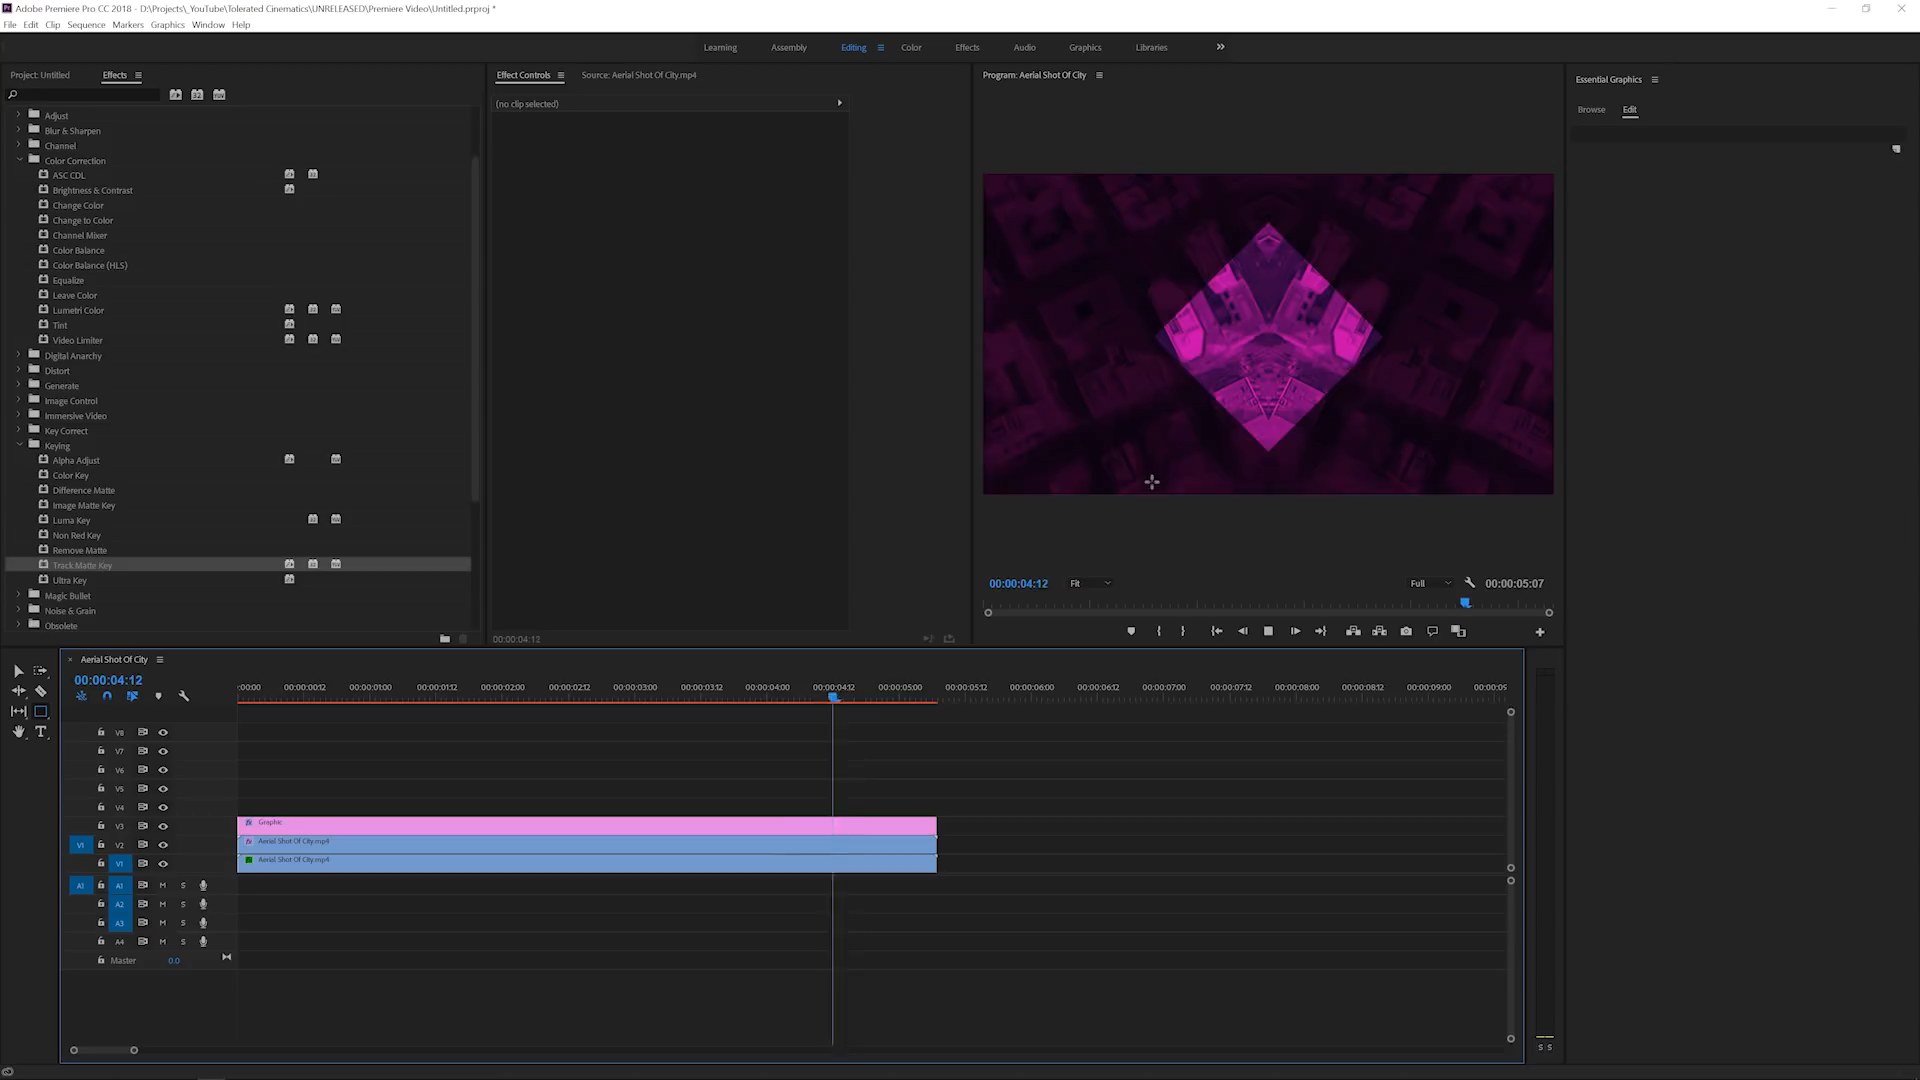 Adobe Premiere Pro CC 2018 - D:\Projects\_YouTube\Tolerated Cinematics\UNRELEASED\Premiere Video\Untitled.prproj *
File Edit Clip Sequence Markers Graphics Window Help
Learning Assembly Editing Color Effects Audio Graphics Libraries
Project: Untitled Effects
Effect Controls Source: Aerial Shot Of City.mp4
Program: Aerial Shot Of City
Essential Graphics
Browse Edit
(no clip selected)
Adjust
Blur & Sharpen
Channel
Color Correction
ASC CDL
Brightness & Contrast
Change Color
Change to Color
Channel Mixer
Color Balance
Color Balance (HLS)
Equalize
Leave Color
Lumetri Color
Tint
Video Limiter
Digital Anarchy
Distort
Generate
Image Control
Immersive Video
Key Correct
Keying
Alpha Adjust
Color Key
Difference Matte
Image Matte Key
Luma Key
Non Red Key
Remove Matte
Track Matte Key
Ultra Key
Magic Bullet
Noise & Grain
Obsolete
00:00:04:12
00:00:04:12 Fit Full 00:00:05:07
Aerial Shot Of City
00:00:04:12
:00:00 00:00:00:12 00:00:01:00 00:00:01:12 00:00:02:00 00:00:02:12 00:00:03:00 00:00:03:12 00:00:04:00 00:00:04:12 00:00:05:00 00:00:05:12 00:00:06:00 00:00:06:12 00:00:07:00 00:00:07:12 00:00:08:00 00:00:08:12 00:00:09:00 00:00:09
V8
V7
V6
V5
V4
V3 Graphic
V1 V2 Aerial Shot Of City.mp4
V1 Aerial Shot Of City.mp4
A1 A1 M S
A2 M S
A3 M S
A4 M S
Master 0.0
S S